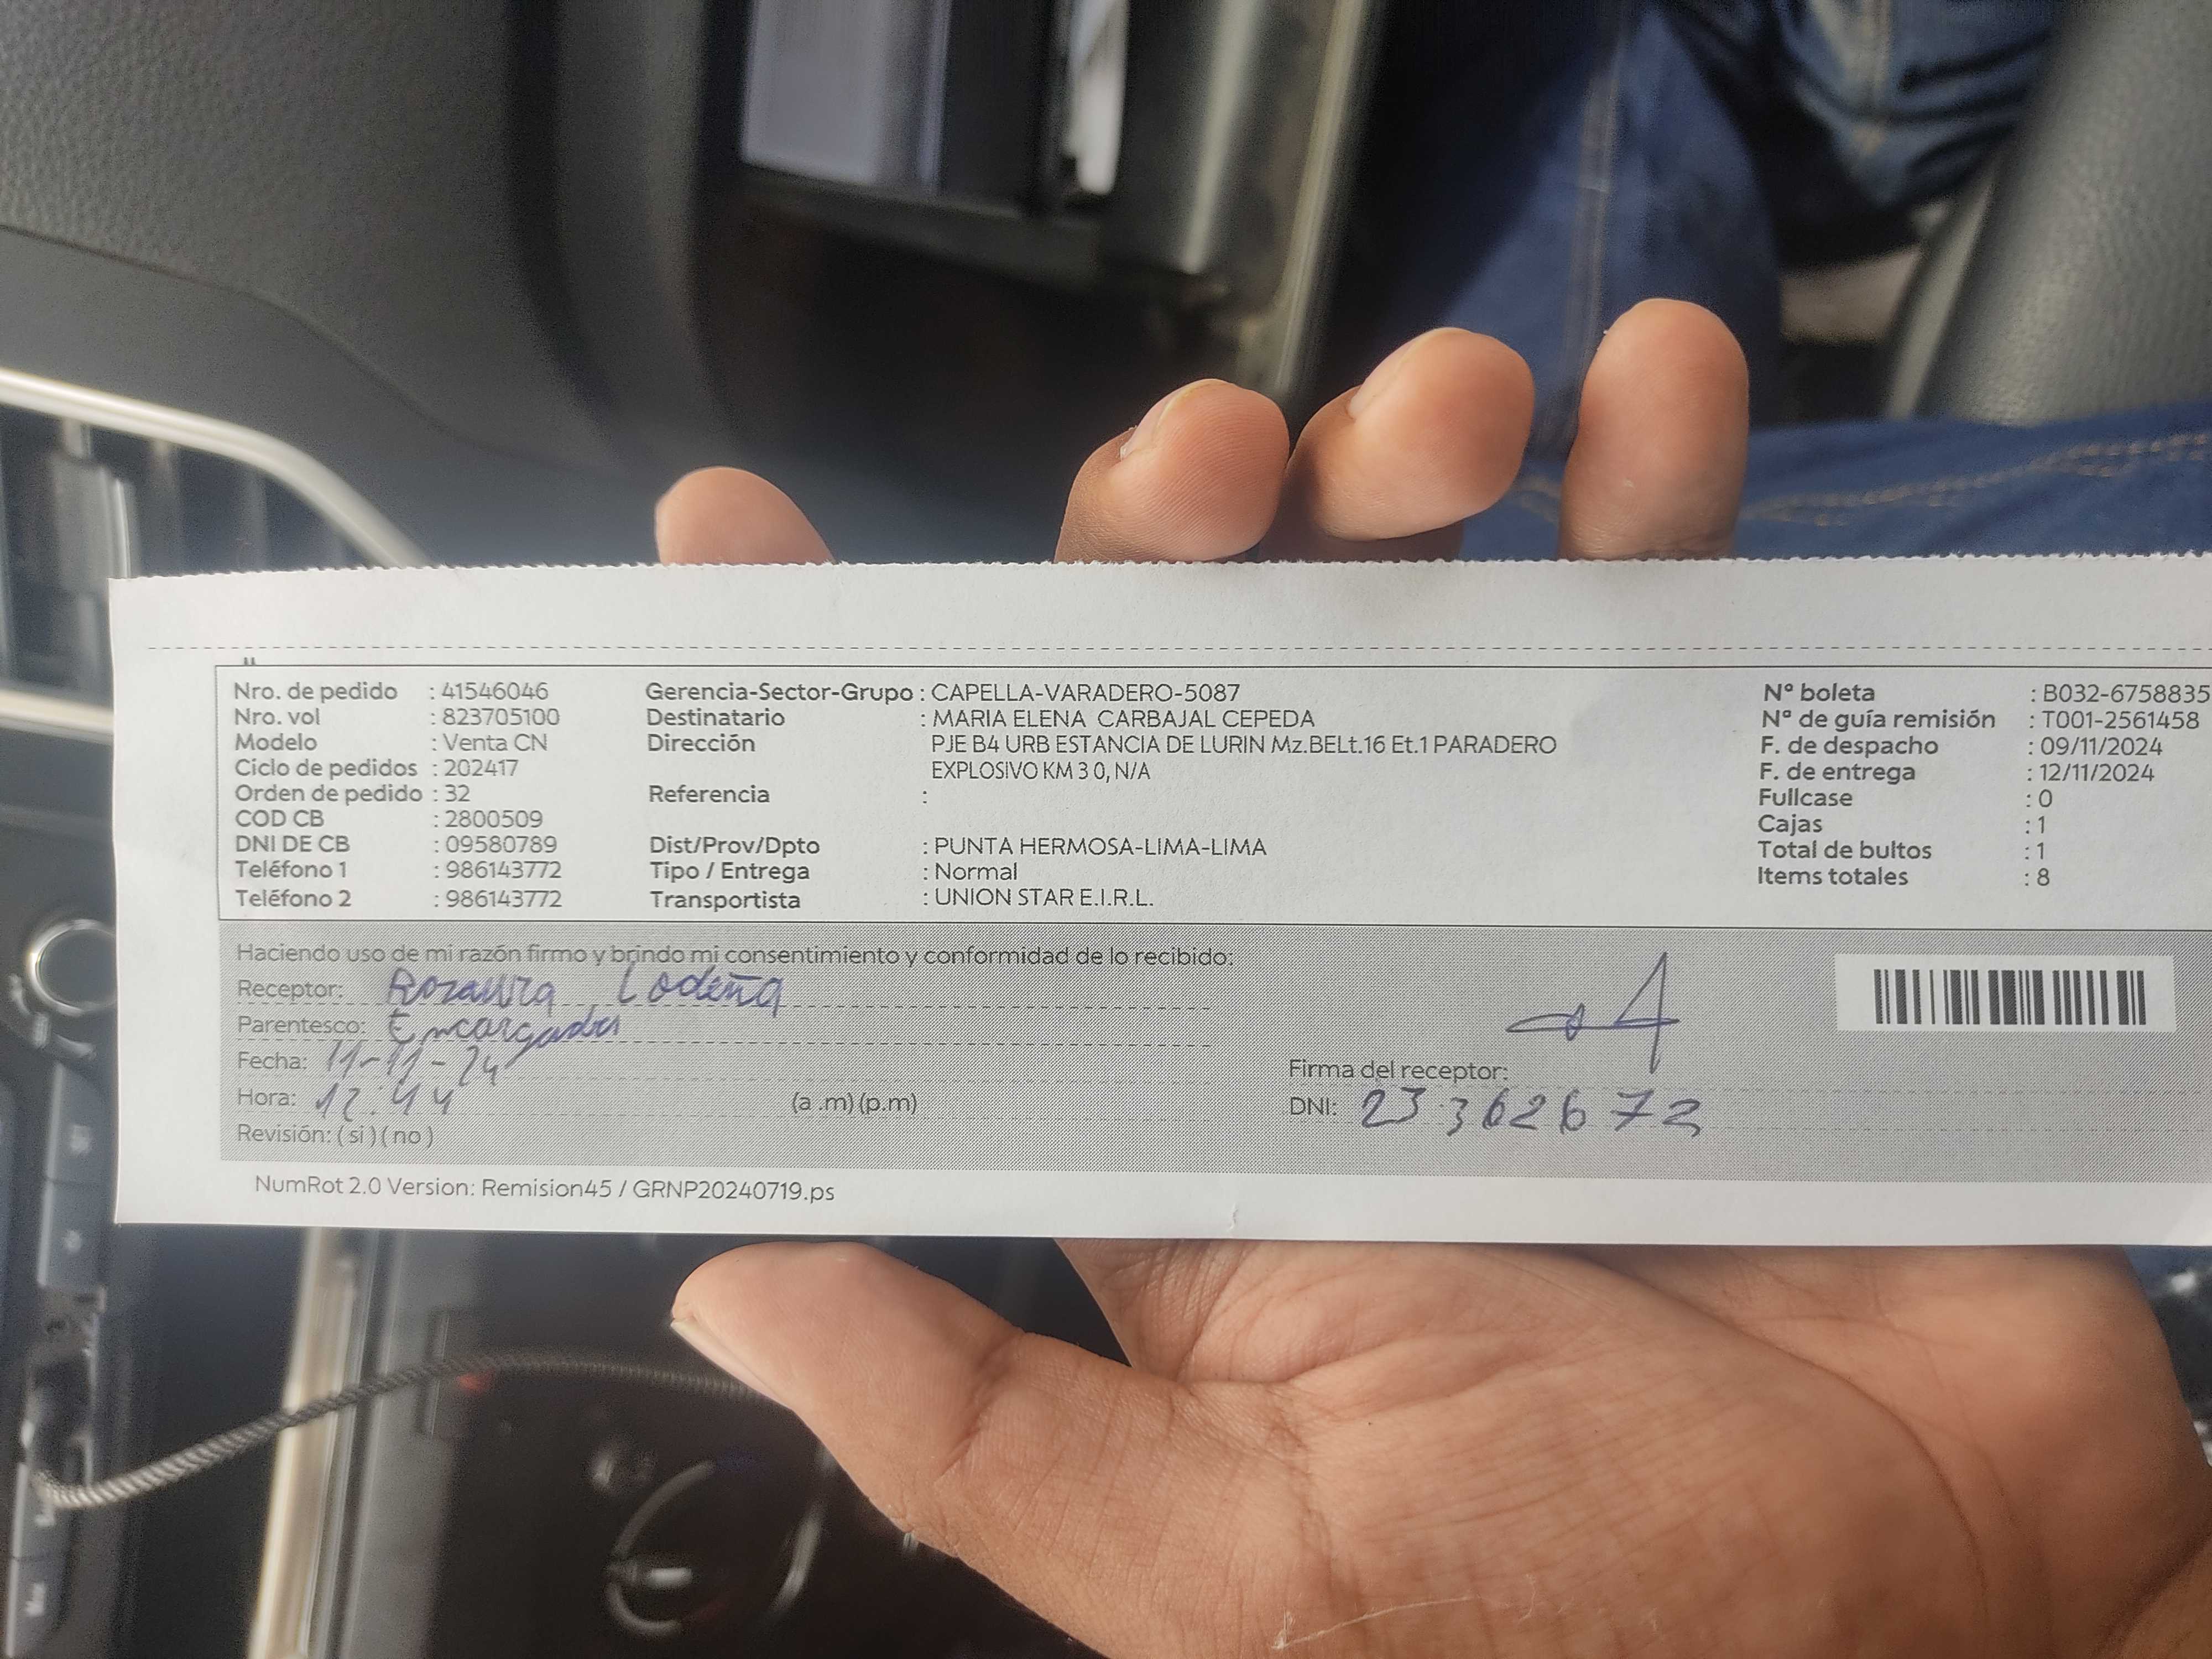 Nro. de pedido : 41546046
Nro. vol : 823705100
Modelo : Venta CN
Ciclo de pedidos : 202417
Orden de pedido : 32
COD CB : 2800509
DNI DE CB : 09580789
Teléfono 1 : 986143772
Teléfono 2 : 986143772
Gerencia-Sector-Grupo : CAPELLA-VARADERO-5087
Destinatario : MARIA ELENA CARBAJAL CEPEDA
Dirección PJE B4 URB ESTANCIA DE LURIN Mz.BELt.16 Et.1 PARADERO
EXPLOSIVO KM 3 0, N/A
Referencia :
Dist/Prov/Dpto : PUNTA HERMOSA-LIMA-LIMA
Tipo / Entrega : Normal
Transportista : UNION STAR E.I.R.L.
Nº boleta : B032-6758835
Nº de guía remisión : T001-2561458
F. de despacho : 09/11/2024
F. de entrega : 12/11/2024
Fullcase : 0
Cajas : 1
Total de bultos : 1
Items totales : 8
Haciendo uso de mi razón firmo y brindo mi consentimiento y conformidad de lo recibido:
Receptor: Rozaura Lodeña
Parentesco: Encargada
Fecha: 11-11-24
Hora: 12:44 (a .m) (p.m)
Revisión: ( si ) ( no )
Firma del receptor:
DNI: 23362672
NumRot 2.0 Version: Remision45 / GRNP20240719.ps